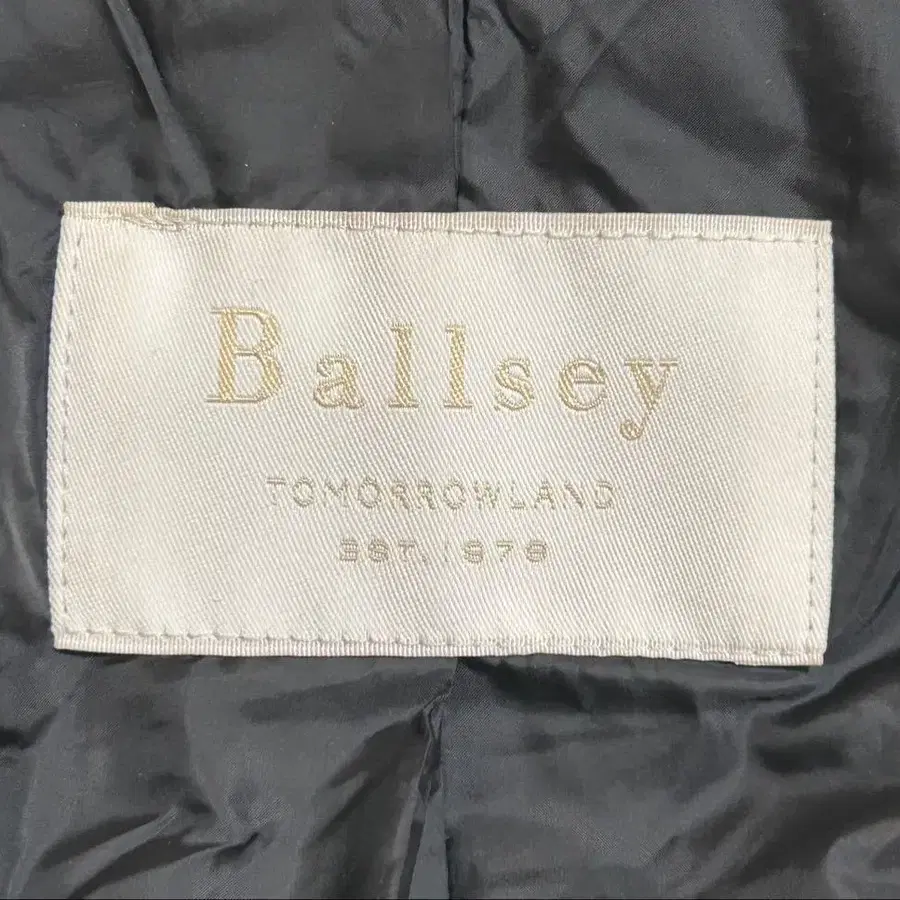 Ballsey
TOMORROWLAND
EST. 1978